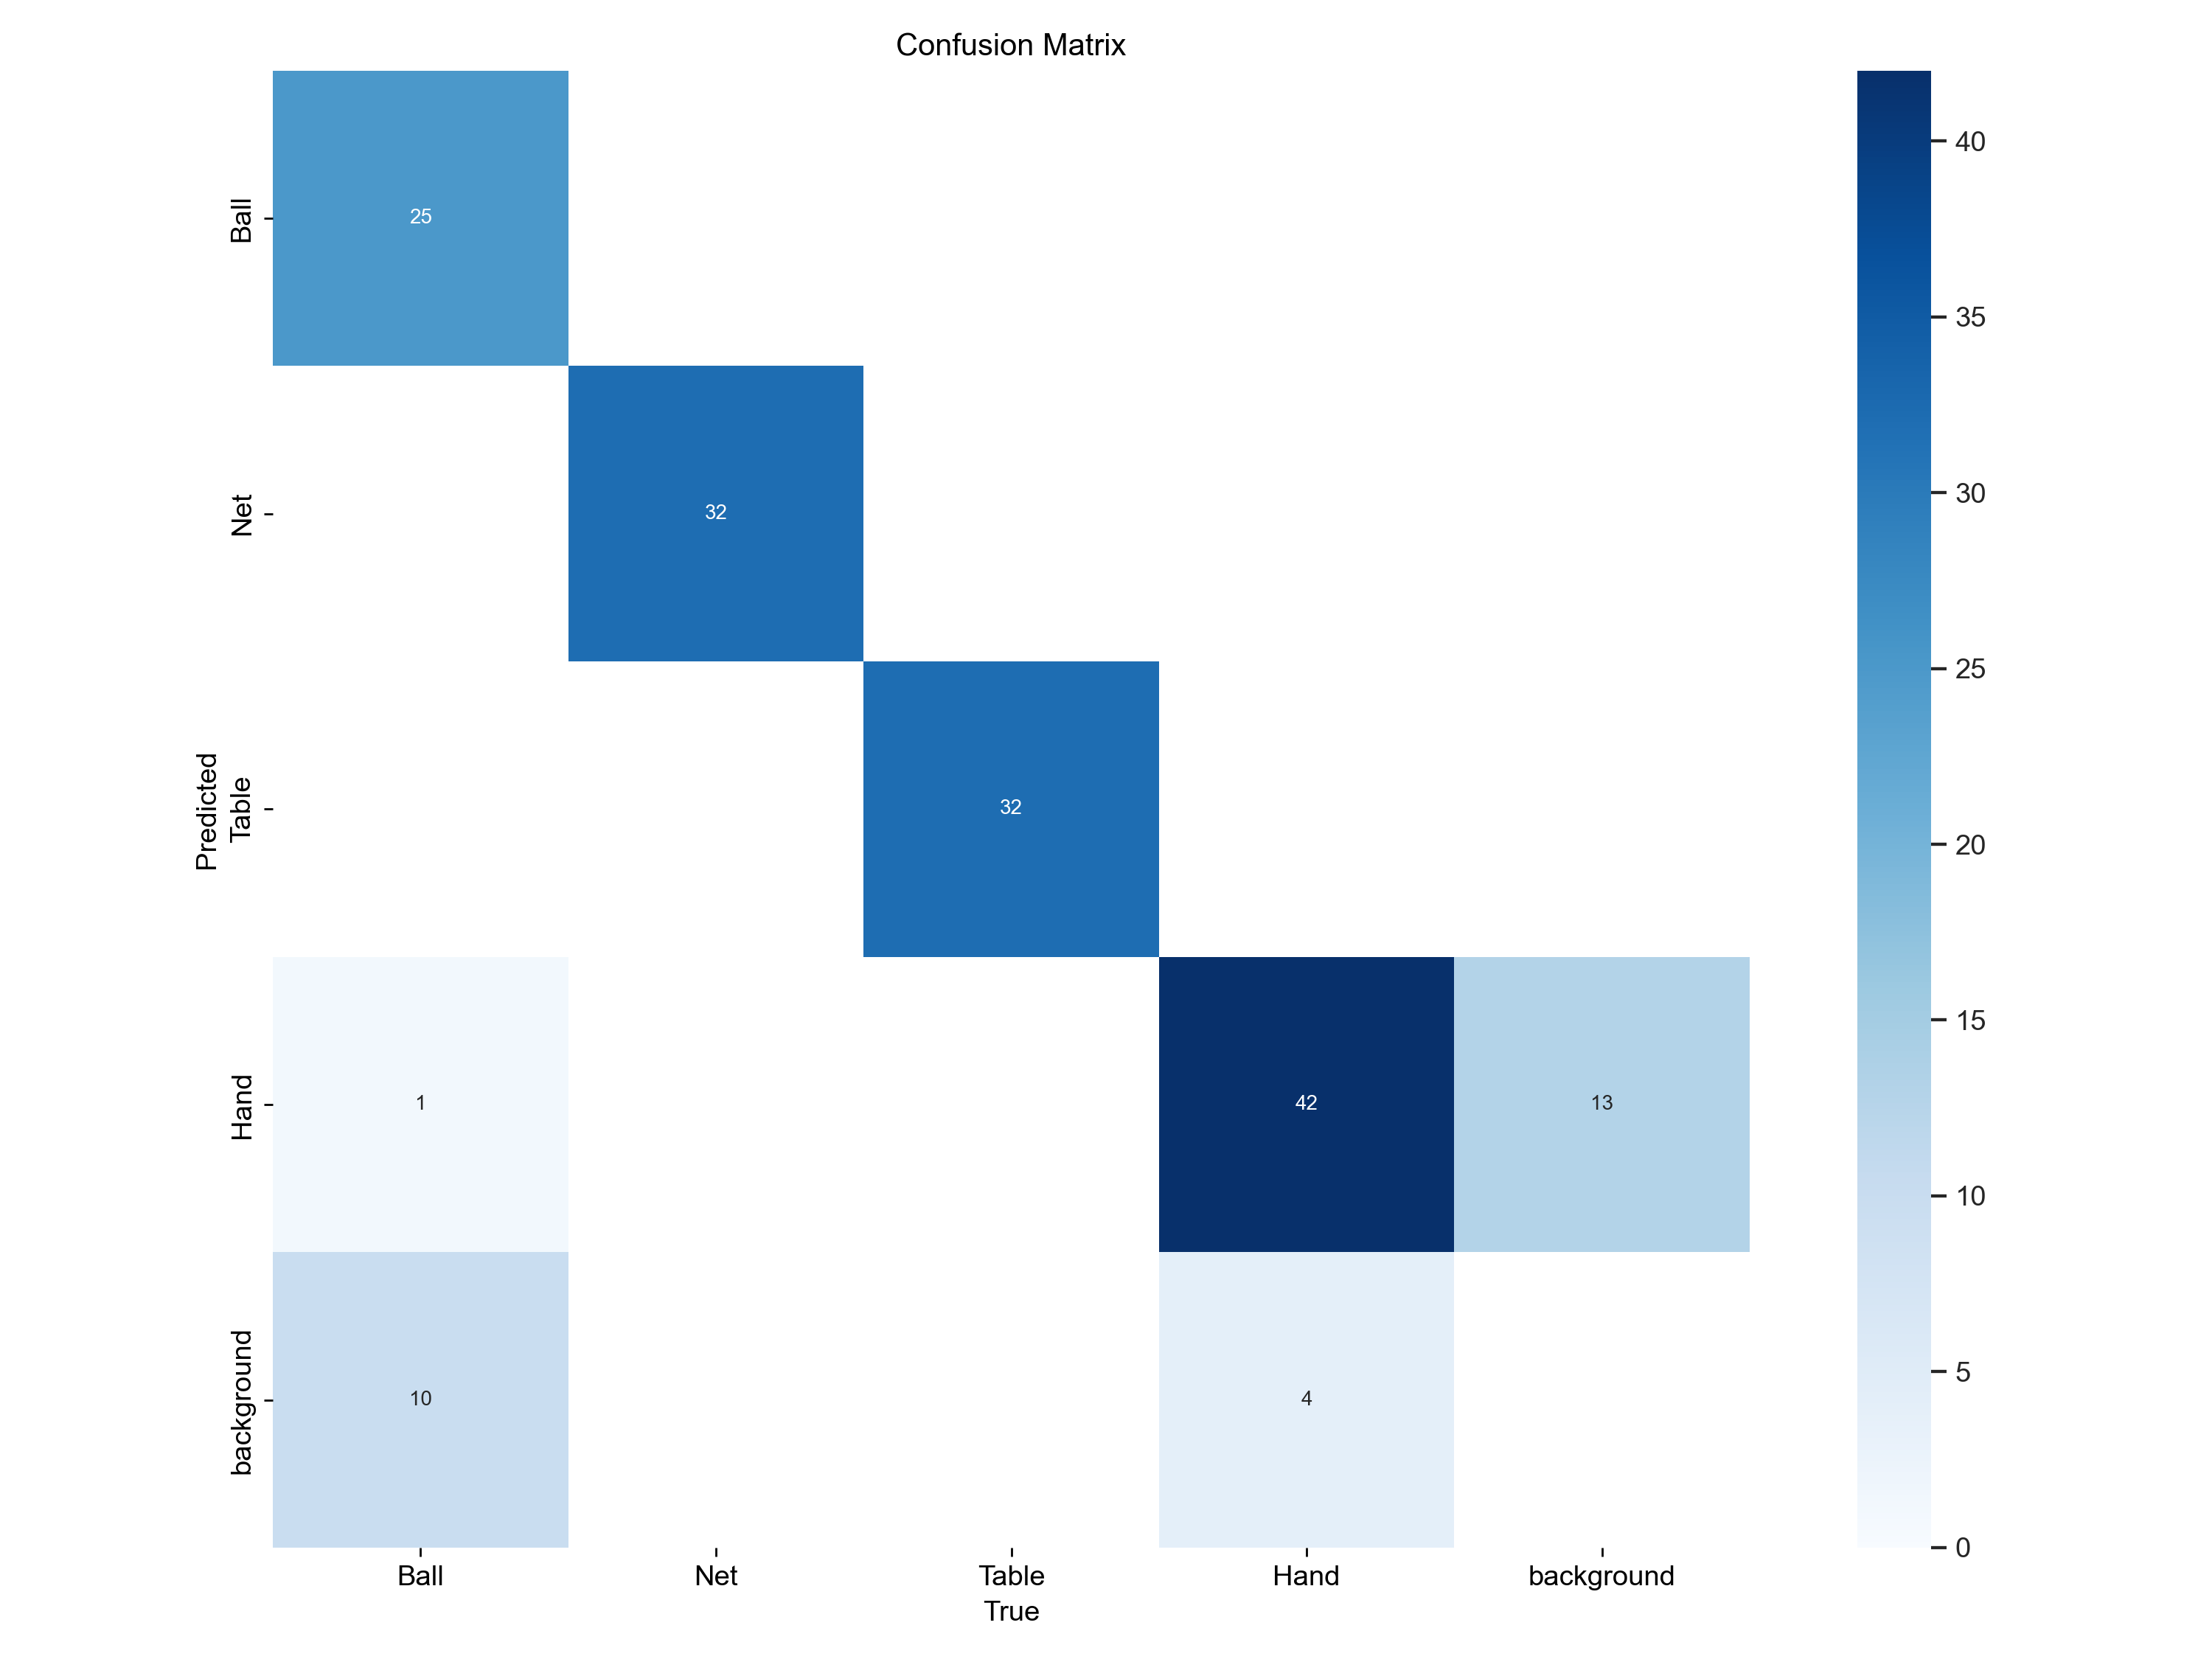 Confusion Matrix
Ball
Net
Table
Hand
background
Predicted
25
32
32
1
42
13
10
4
Ball
Net
Table
Hand
background
True
40
35
30
25
20
15
10
5
0